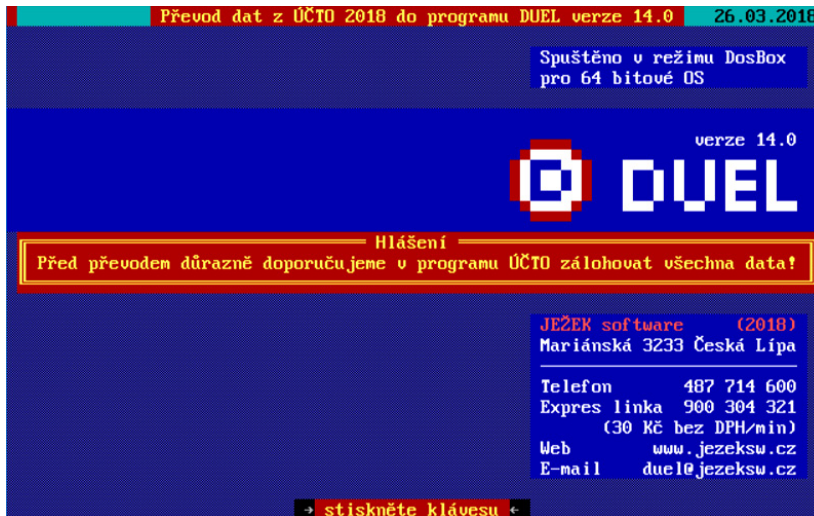 Převod dat z ÚČTO 2018 do programu DUEL verze 14.0 26.03.2018
Spuštěno v režimu DosBox
pro 64 bitové OS
verze 14.0
DUEL
Hlášení
Před převodem důrazně doporučujeme v programu ÚČTO zálohovat všechna data!
JEŽEK software (2018)
Mariánská 3233 Česká Lípa
Telefon 487 714 600
Expres linka 900 304 321
(30 Kč bez DPH/min)
Web www.jezeksw.cz
E-mail duel@jezeksw.cz
→ stiskněte klávesu ←